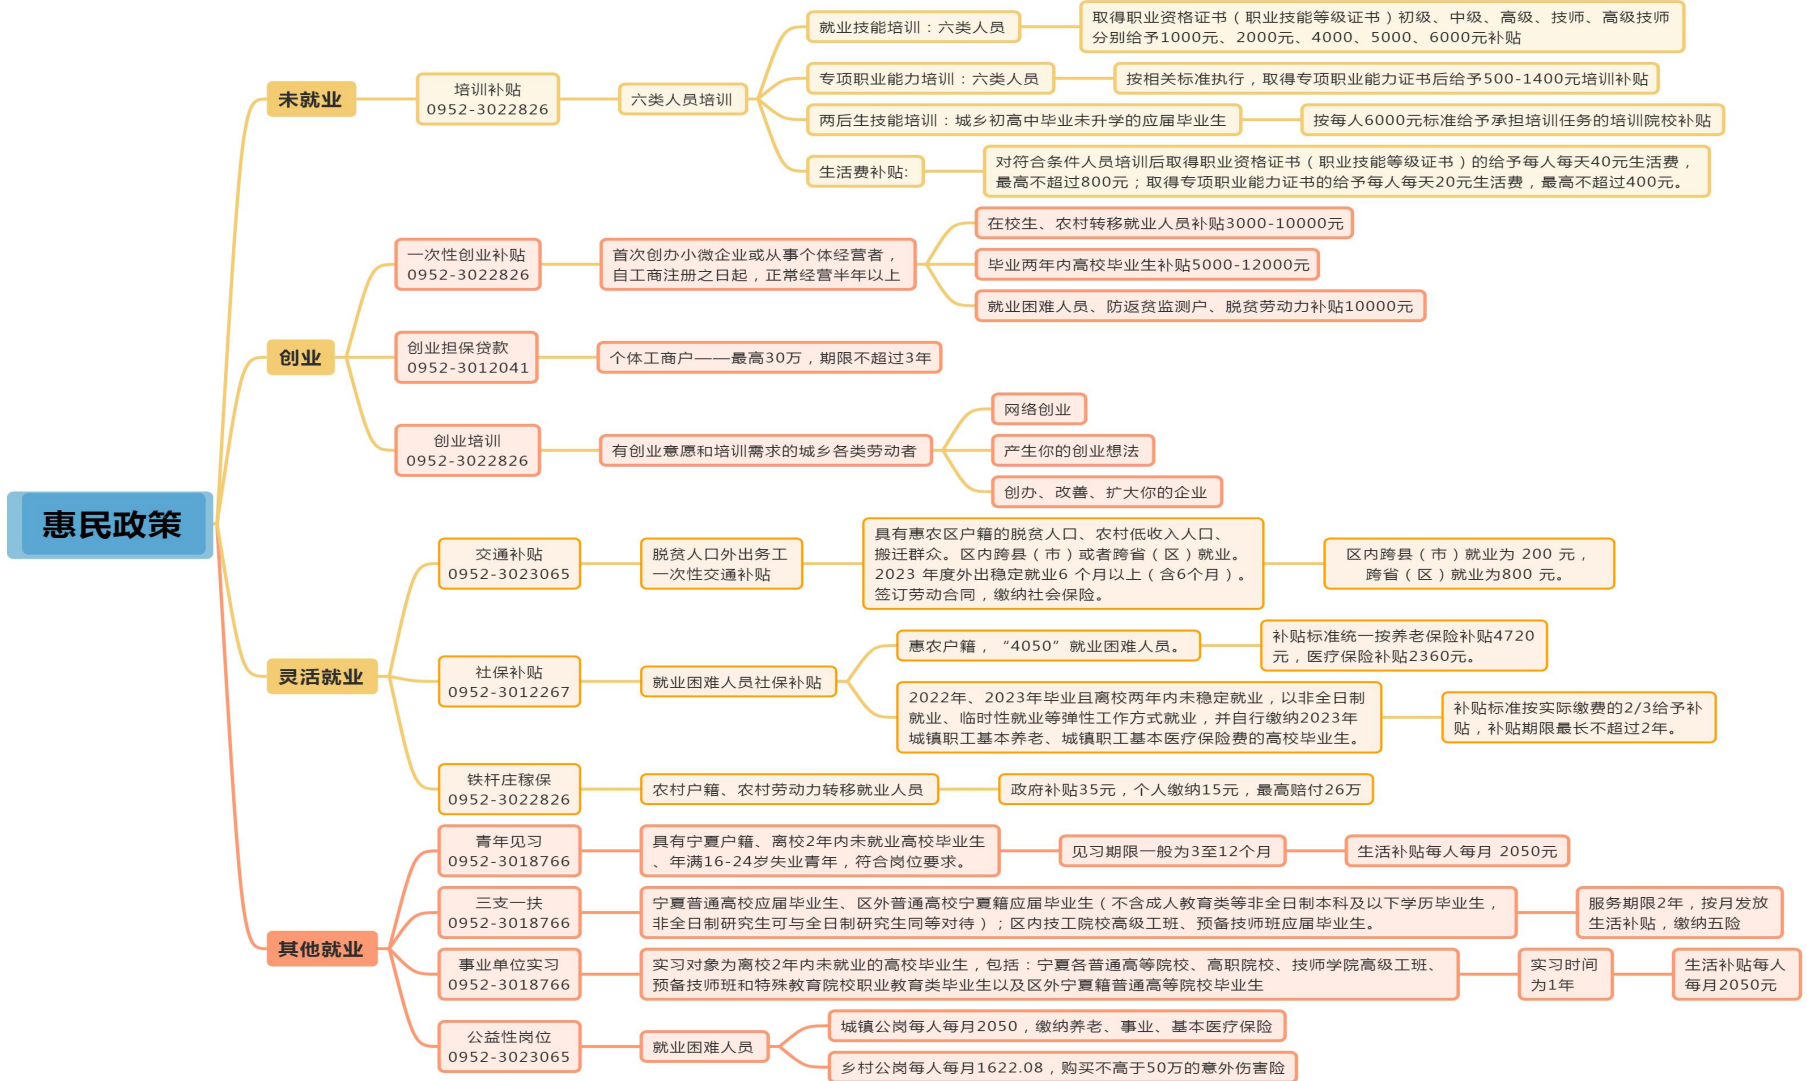 惠民政策
未就业
培训补贴
0952-3022826
六类人员培训
就业技能培训：六类人员
取得职业资格证书（职业技能等级证书）初级、中级、高级、技师、高级技师
分别给予1000元、2000元、4000、5000、6000元补贴
专项职业能力培训：六类人员
按相关标准执行，取得专项职业能力证书后给予500-1400元培训补贴
两后生技能培训：城乡初高中毕业未升学的应届毕业生
按每人6000元标准给予承担培训任务的培训院校补贴
生活费补贴:
对符合条件人员培训后取得职业资格证书（职业技能等级证书）的给予每人每天40元生活费，
最高不超过800元；取得专项职业能力证书的给予每人每天20元生活费，最高不超过400元。
创业
一次性创业补贴
0952-3022826
首次创办小微企业或从事个体经营者，
自工商注册之日起，正常经营半年以上
在校生、农村转移就业人员补贴3000-10000元
毕业两年内高校毕业生补贴5000-12000元
就业困难人员、防返贫监测户、脱贫劳动力补贴10000元
创业担保贷款
0952-3012041
个体工商户——最高30万，期限不超过3年
创业培训
0952-3022826
有创业意愿和培训需求的城乡各类劳动者
网络创业
产生你的创业想法
创办、改善、扩大你的企业
灵活就业
交通补贴
0952-3023065
脱贫人口外出务工
一次性交通补贴
具有惠农区户籍的脱贫人口、农村低收入人口、
搬迁群众。区内跨县（市）或者跨省（区）就业。
2023 年度外出稳定就业6 个月以上（含6个月）。
签订劳动合同，缴纳社会保险。
区内跨县（市）就业为 200 元，
跨省（区）就业为800 元。
社保补贴
0952-3012267
就业困难人员社保补贴
惠农户籍，“4050”就业困难人员。
补贴标准统一按养老保险补贴4720
元，医疗保险补贴2360元。
2022年、2023年毕业且离校两年内未稳定就业，以非全日制
就业、临时性就业等弹性工作方式就业，并自行缴纳2023年
城镇职工基本养老、城镇职工基本医疗保险费的高校毕业生。
补贴标准按实际缴费的2/3给予补
贴，补贴期限最长不超过2年。
铁杆庄稼保
0952-3022826
农村户籍、农村劳动力转移就业人员
政府补贴35元，个人缴纳15元，最高赔付26万
其他就业
青年见习
0952-3018766
具有宁夏户籍、离校2年内未就业高校毕业生
、年满16-24岁失业青年，符合岗位要求。
见习期限一般为3至12个月
生活补贴每人每月 2050元
三支一扶
0952-3018766
宁夏普通高校应届毕业生、区外普通高校宁夏籍应届毕业生（不含成人教育类等非全日制本科及以下学历毕业生，
非全日制研究生可与全日制研究生同等对待）；区内技工院校高级工班、预备技师班应届毕业生。
服务期限2年，按月发放
生活补贴，缴纳五险
事业单位实习
0952-3018766
实习对象为离校2年内未就业的高校毕业生，包括：宁夏各普通高等院校、高职院校、技师学院高级工班、
预备技师班和特殊教育院校职业教育类毕业生以及区外宁夏籍普通高等院校毕业生
实习时间
为1年
生活补贴每人
每月2050元
公益性岗位
0952-3023065
就业困难人员
城镇公岗每人每月2050，缴纳养老、事业、基本医疗保险
乡村公岗每人每月1622.08，购买不高于50万的意外伤害险